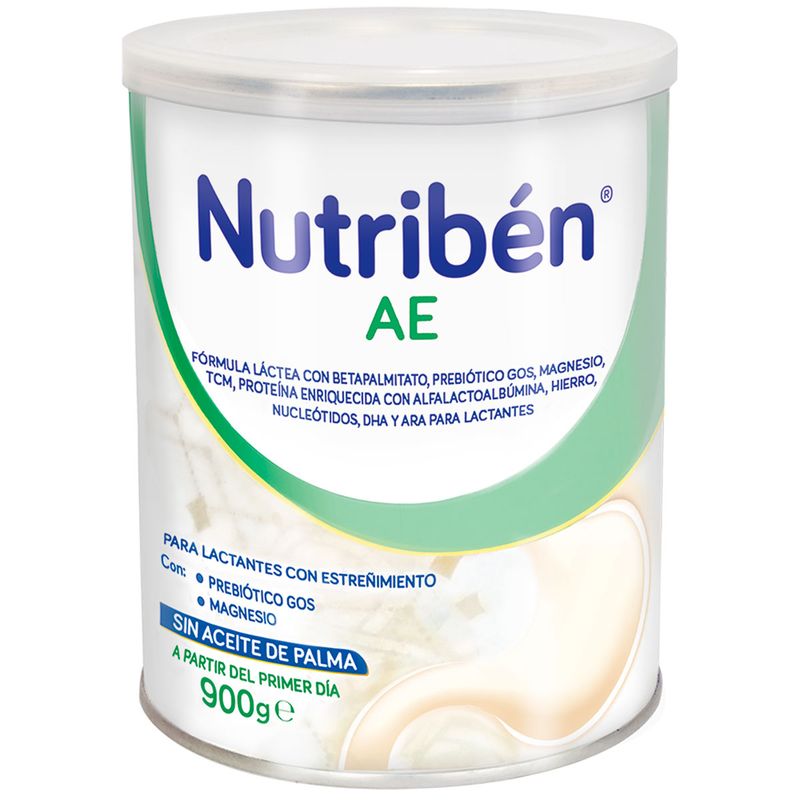 Nutribén®
AE
FÓRMULA LÁCTEA CON BETAPALMITATO, PREBIÓTICO GOS, MAGNESIO,
TCM, PROTEÍNA ENRIQUECIDA CON ALFALACTOALBÚMINA, HIERRO,
NUCLEÓTIDOS, DHA Y ARA PARA LACTANTES
PARA LACTANTES CON ESTREÑIMIENTO
Con: • PREBIÓTICO GOS
• MAGNESIO
SIN ACEITE DE PALMA
A PARTIR DEL PRIMER DÍA
900g ℮